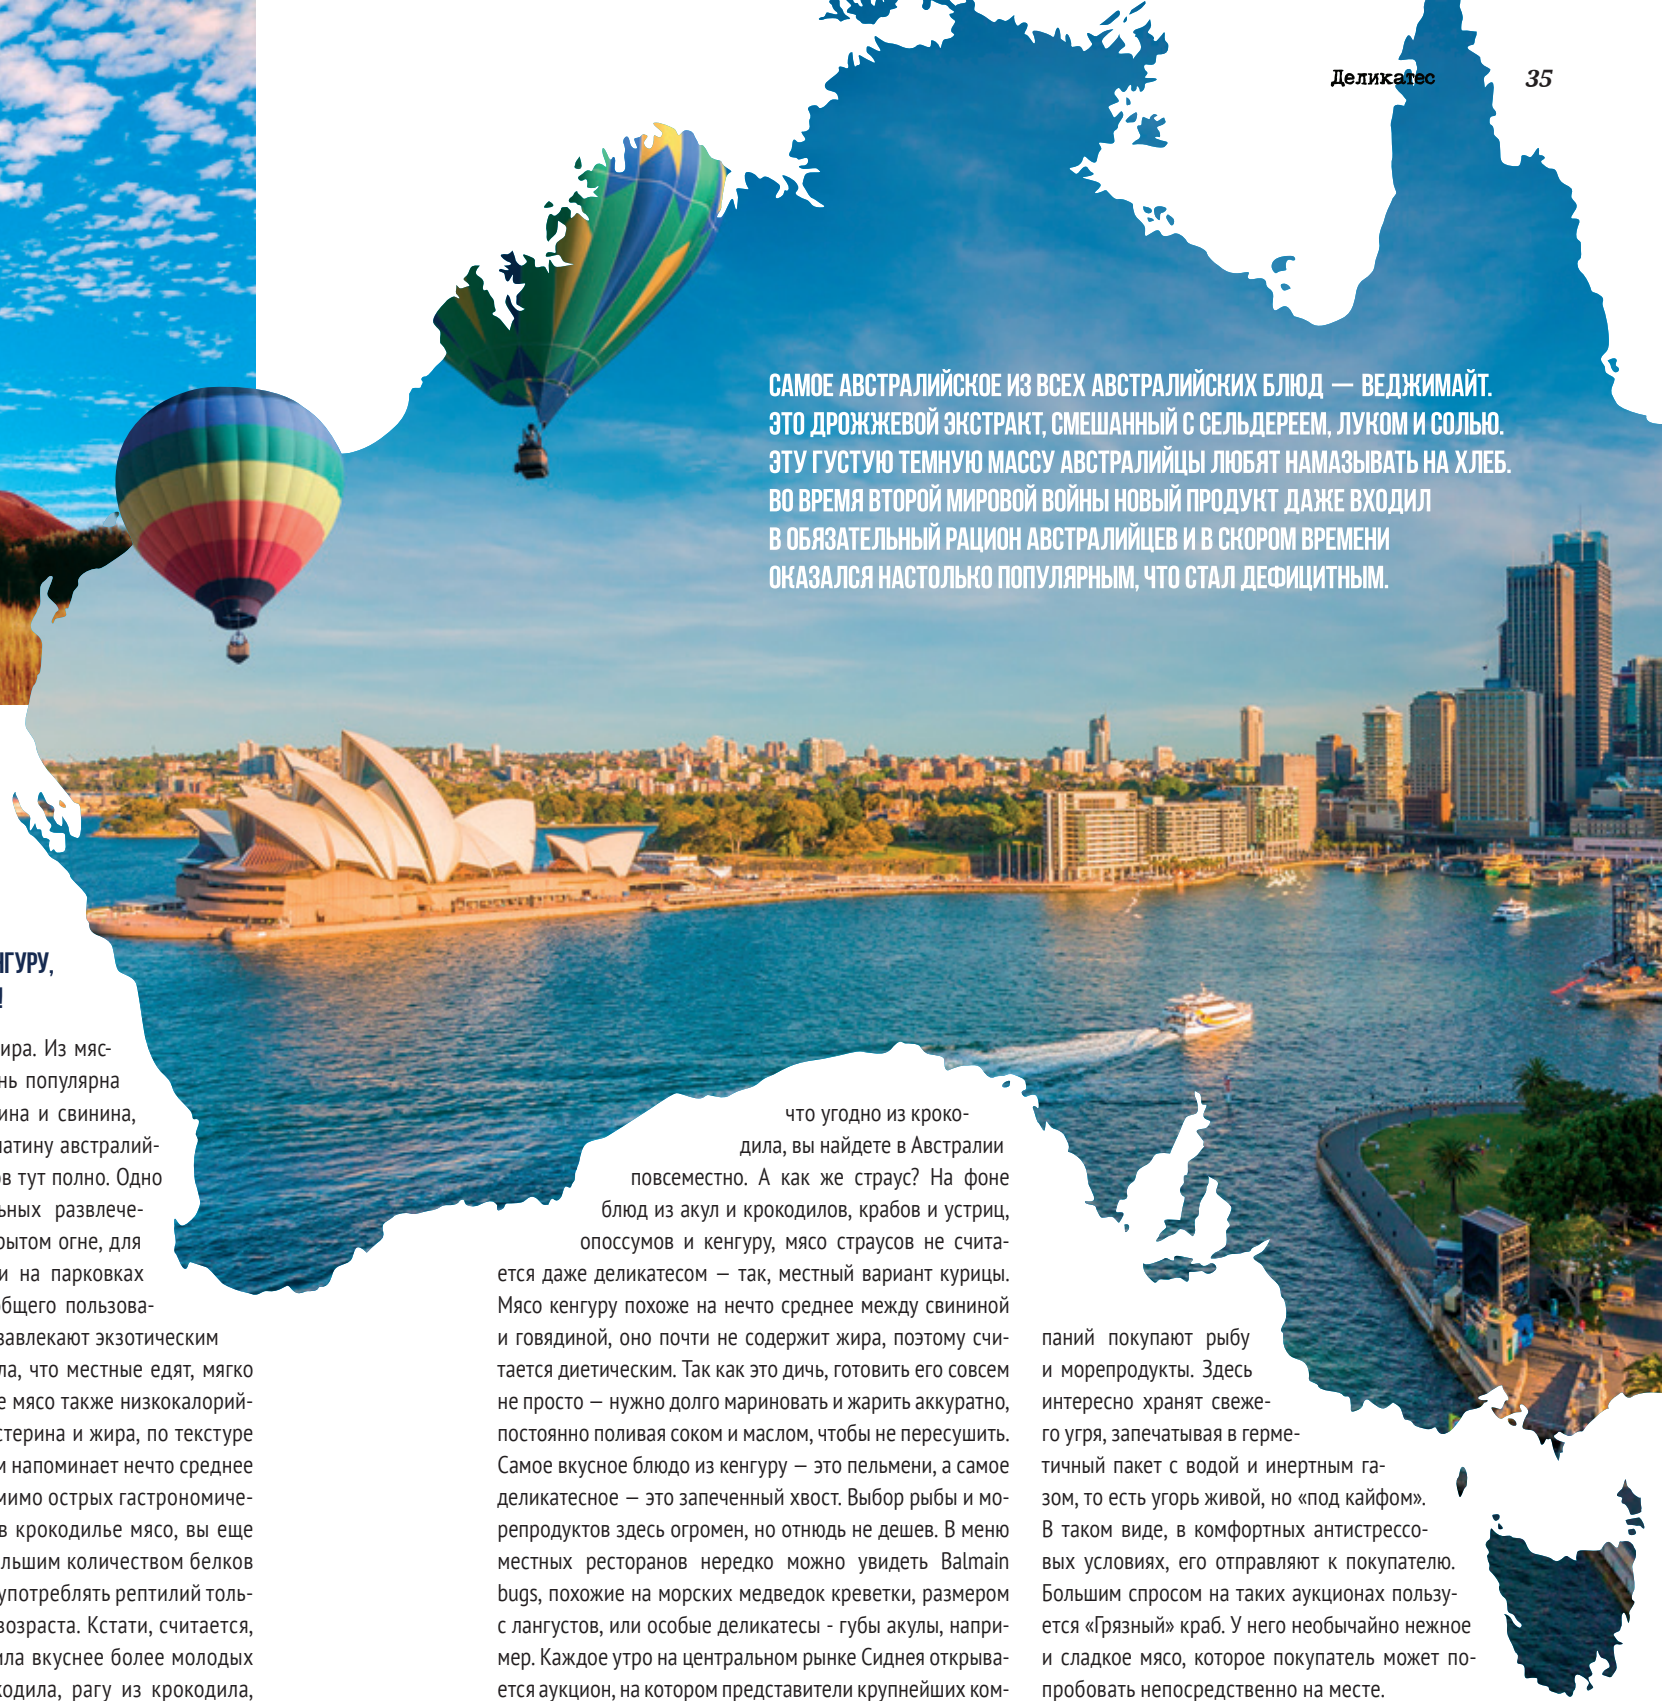 Деликатес 35
САМОЕ АВСТРАЛИЙСКОЕ ИЗ ВСЕХ АВСТРАЛИЙСКИХ БЛЮД — ВЕДЖИМАЙТ.
ЭТО ДРОЖЖЕВОЙ ЭКСТРАКТ, СМЕШАННЫЙ С СЕЛЬДЕРЕЕМ, ЛУКОМ И СОЛЬЮ.
ЭТУ ГУСТУЮ ТЕМНУЮ МАССУ АВСТРАЛИЙЦЫ ЛЮБЯТ НАМАЗЫВАТЬ НА ХЛЕБ.
ВО ВРЕМЯ ВТОРОЙ МИРОВОЙ ВОЙНЫ НОВЫЙ ПРОДУКТ ДАЖЕ ВХОДИЛ
В ОБЯЗАТЕЛЬНЫЙ РАЦИОН АВСТРАЛИЙЦЕВ И В СКОРОМ ВРЕМЕНИ
ОКАЗАЛСЯ НАСТОЛЬКО ПОПУЛЯРНЫМ, ЧТО СТАЛ ДЕФИЦИТНЫМ.
НГУРУ,
!
ира. Из мяс-
нь популярна
ина и свинина,
латину австралий-
ов тут полно. Одно
ьных развлече-
рытом огне, для
и на парковках
общего пользова-
завлекают экзотическим
ла, что местные едят, мягко
е мясо также низкокалорий-
стерина и жира, по текстуре
м напоминает нечто среднее
мимо острых гастрономиче-
в крокодилье мясо, вы еще
льшим количеством белков
употреблять рептилий толь-
возраста. Кстати, считается,
ила вкуснее более молодых
кодила, рагу из крокодила,
что угодно из кроко-
дила, вы найдете в Австралии
повсеместно. А как же страус? На фоне
блюд из акул и крокодилов, крабов и устриц,
опоссумов и кенгуру, мясо страусов не счита-
ется даже деликатесом — так, местный вариант курицы.
Мясо кенгуру похоже на нечто среднее между свининой
и говядиной, оно почти не содержит жира, поэтому счи-
тается диетическим. Так как это дичь, готовить его совсем
не просто — нужно долго мариновать и жарить аккуратно,
постоянно поливая соком и маслом, чтобы не пересушить.
Самое вкусное блюдо из кенгуру — это пельмени, а самое
деликатесное — это запеченный хвост. Выбор рыбы и мо-
репродуктов здесь огромен, но отнюдь не дешев. В меню
местных ресторанов нередко можно увидеть Balmain
bugs, похожие на морских медведок креветки, размером
с лангустов, или особые деликатесы - губы акулы, напри-
мер. Каждое утро на центральном рынке Сиднея открыва-
ется аукцион, на котором представители крупнейших ком-
паний покупают рыбу
и морепродукты. Здесь
интересно хранят свеже-
го угря, запечатывая в герме-
тичный пакет с водой и инертным га-
зом, то есть угорь живой, но «под кайфом».
В таком виде, в комфортных антистрессо-
вых условиях, его отправляют к покупателю.
Большим спросом на таких аукционах пользу-
ется «Грязный» краб. У него необычайно нежное
и сладкое мясо, которое покупатель может по-
пробовать непосредственно на месте.